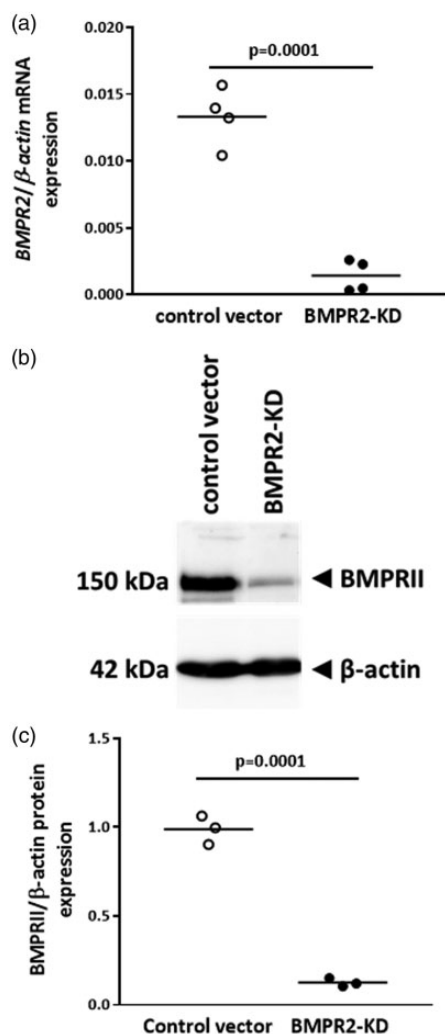 (a)
BMPR2/β-actin mRNA
expression
0.020
0.015
0.010
0.005
0.000
p=0.0001
control vector BMPR2-KD
(b)
control vector
BMPR2-KD
150 kDa BMPRII
42 kDa β-actin
(c)
BMPRII/β-actin protein
expression
1.5
1.0
0.5
0.0
p=0.0001
Control vector BMPR2-KD